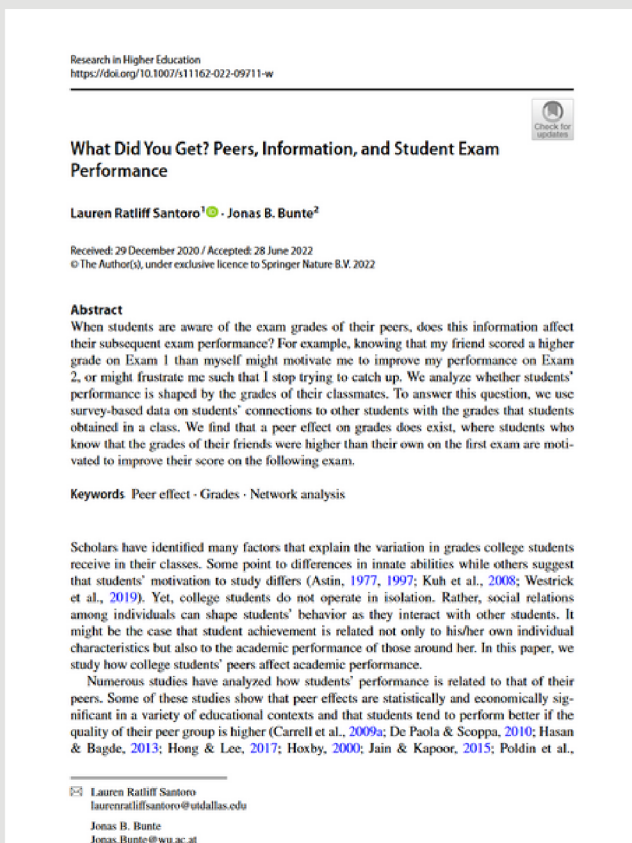 Research in Higher Education
https://doi.org/10.1007/s11162-022-09711-w
Check for
updates
What Did You Get? Peers, Information, and Student Exam
Performance
Lauren Ratliff Santoro¹ · Jonas B. Bunte²
Received: 29 December 2020 / Accepted: 28 June 2022
© The Author(s), under exclusive licence to Springer Nature B.V. 2022
Abstract
When students are aware of the exam grades of their peers, does this information affect
their subsequent exam performance? For example, knowing that my friend scored a higher
grade on Exam 1 than myself might motivate me to improve my performance on Exam
2, or might frustrate me such that I stop trying to catch up. We analyze whether students'
performance is shaped by the grades of their classmates. To answer this question, we use
survey-based data on students' connections to other students with the grades that students
obtained in a class. We find that a peer effect on grades does exist, where students who
know that the grades of their friends were higher than their own on the first exam are moti-
vated to improve their score on the following exam.
Keywords Peer effect · Grades · Network analysis
Scholars have identified many factors that explain the variation in grades college students
receive in their classes. Some point to differences in innate abilities while others suggest
that students' motivation to study differs (Astin, 1977, 1997; Kuh et al., 2008; Westrick
et al., 2019). Yet, college students do not operate in isolation. Rather, social relations
among individuals can shape students' behavior as they interact with other students. It
might be the case that student achievement is related not only to his/her own individual
characteristics but also to the academic performance of those around her. In this paper, we
study how college students' peers affect academic performance.
Numerous studies have analyzed how students' performance is related to that of their
peers. Some of these studies show that peer effects are statistically and economically sig-
nificant in a variety of educational contexts and that students tend to perform better if the
quality of their peer group is higher (Carrell et al., 2009a; De Paola & Scoppa, 2010; Hasan
& Bagde, 2013; Hong & Lee, 2017; Hoxby, 2000; Jain & Kapoor, 2015; Poldin et al.,
Lauren Ratliff Santoro
laurenratliffsantoro@utdallas.edu
Jonas B. Bunte
Jonas.Bunte@wu.ac.at